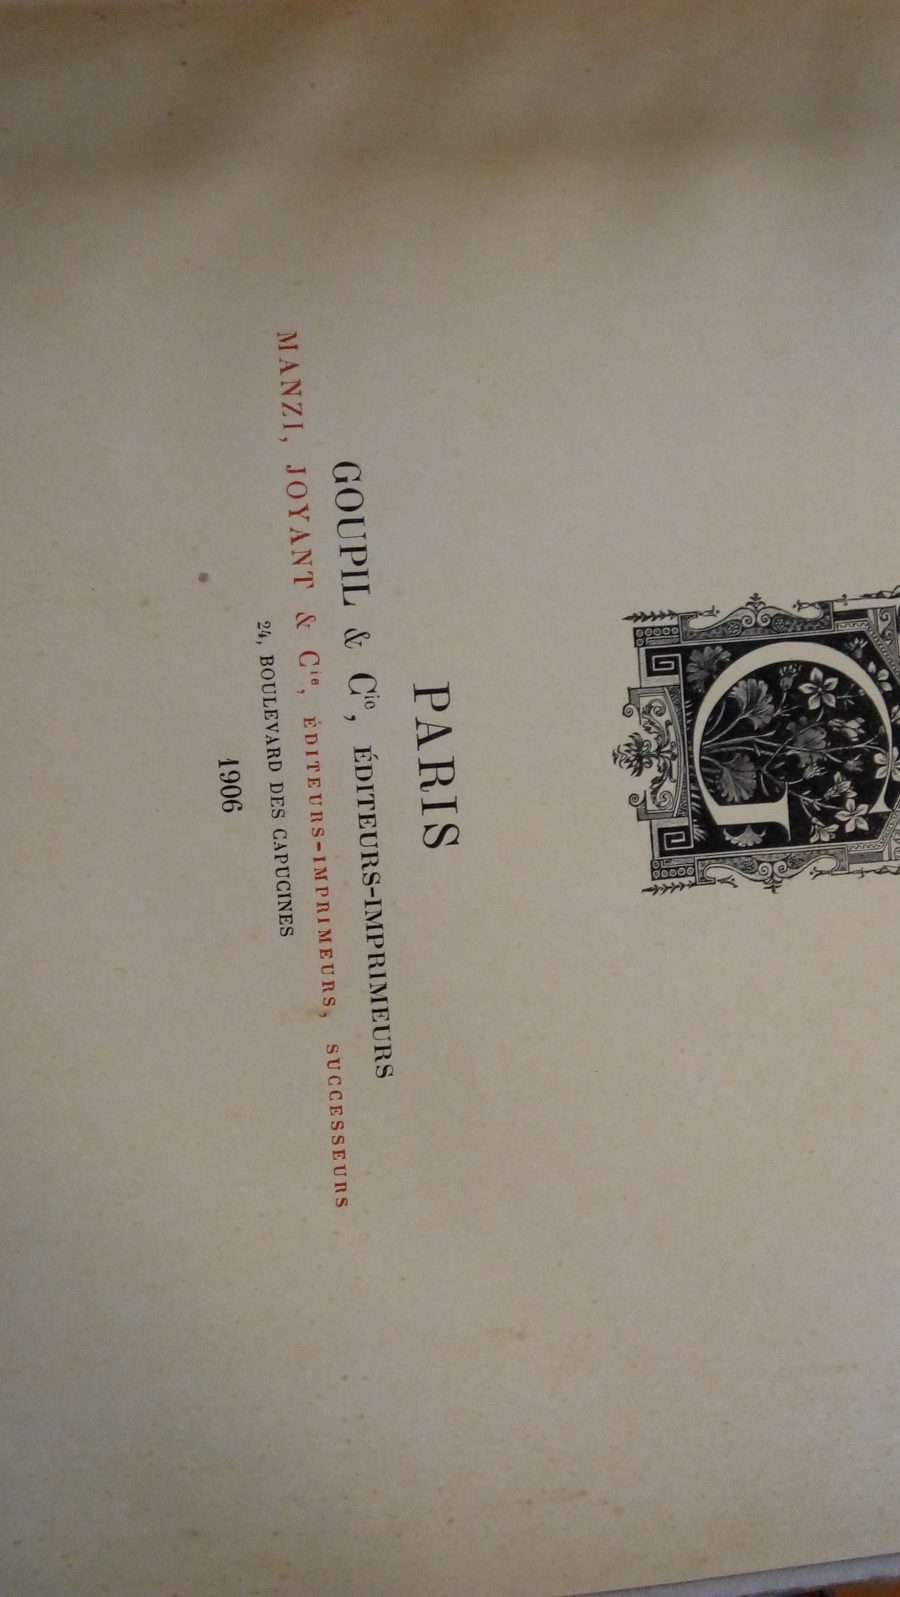 G
PARIS
GOUPIL & Cie, ÉDITEURS-IMPRIMEURS
MANZI, JOYANT & Cie, ÉDITEURS-IMPRIMEURS, SUCCESSEURS
24, BOULEVARD DES CAPUCINES
1906